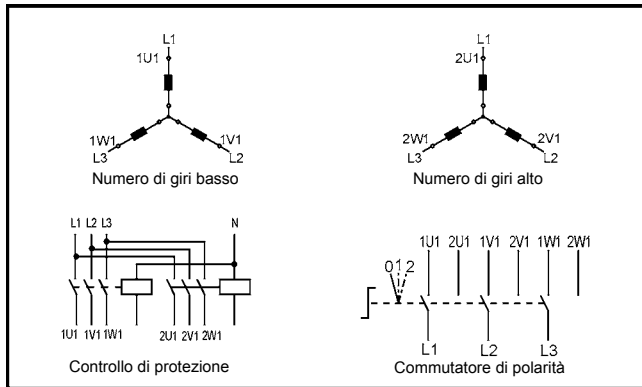 L1
1U1
1W1
1V1
L3
L2
Numero di giri basso
L1
2U1
2W1
2V1
L3
L2
Numero di giri alto
L1 L2 L3 N
1U1 1V1 1W1 2U1 2V1 2W1
Controllo di protezione
1U1 2U1 1V1 2V1 1W1 2W1
0 1 2
L1 L2 L3
Commutatore di polarità